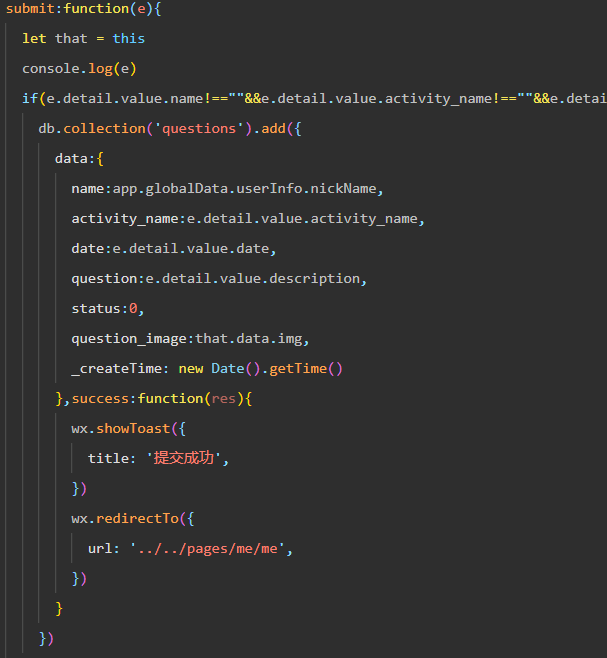 submit:function(e){
let that = this
console.log(e)
if(e.detail.value.name!==""&&e.detail.value.activity_name!==""&&e.detai
db.collection('questions').add({
data:{
name:app.globalData.userInfo.nickName,
activity_name:e.detail.value.activity_name,
date:e.detail.value.date,
question:e.detail.value.description,
status:0,
question_image:that.data.img,
_createTime: new Date().getTime()
},success:function(res){
wx.showToast({
title: '提交成功',
})
wx.redirectTo({
url: '../../pages/me/me',
})
}
})